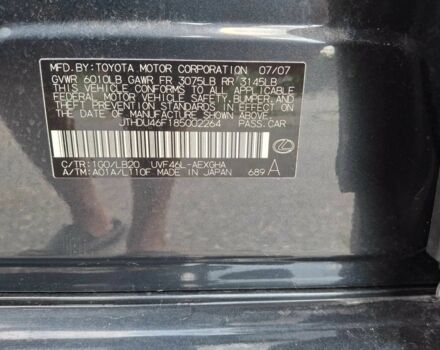 MFD.BY:TOYOTA MOTOR CORPORATION 07/07
GVWR 6010LB GAWR FR 3075LB RR 3145LB
THIS VEHICLE CONFORMS TO ALL APPLICABLE
FEDERAL MOTOR VEHICLE SAFETY, BUMPER, AND
THEFT PREVENTION STANDARDS IN EFFECT ON
THE DATE OF MANUFACTURE SHOWN ABOVE.
JTHDU46F185002264 PASS.CAR
C/TR:1G0/LB20 UVF46L-AEXGHA
A/TM:A01A/L110F MADE IN JAPAN 689 A